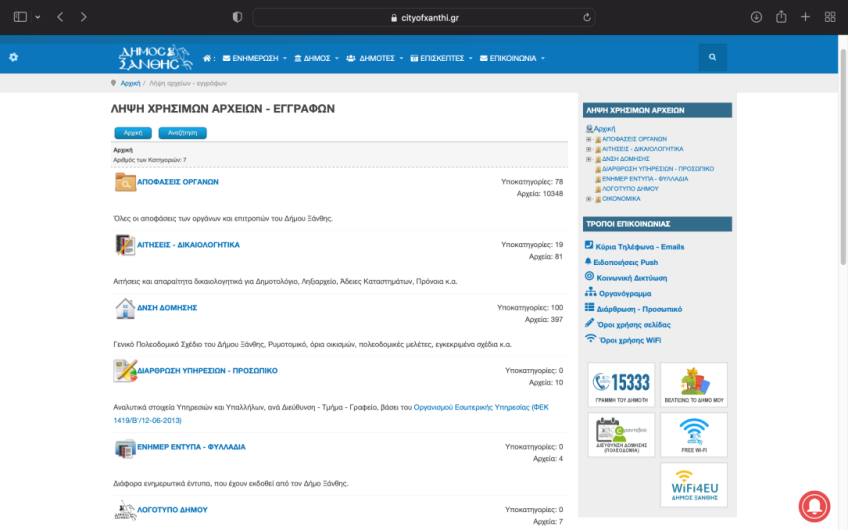 cityofxanthi.gr
ΔΗΜΟΣ
ΞΑΝΘΗΣ
: ΕΝΗΜΕΡΩΣΗ ΔΗΜΟΣ ΔΗΜΟΤΕΣ ΕΠΙΣΚΕΠΤΕΣ ΕΠΙΚΟΙΝΩΝΙΑ
Αρχική / Λήψη αρχείων - εγγράφων
ΛΗΨΗ ΧΡΗΣΙΜΩΝ ΑΡΧΕΙΩΝ - ΕΓΓΡΑΦΩΝ
Αρχική Αναζήτηση
Αρχική
Αριθμός των Κατηγοριών: 7
ΑΠΟΦΑΣΕΙΣ ΟΡΓΑΝΩΝ
Υποκατηγορίες: 78
Αρχεία: 10348
Όλες οι αποφάσεις των οργάνων και επιτροπών του Δήμου Ξάνθης.
ΑΙΤΗΣΕΙΣ - ΔΙΚΑΙΟΛΟΓΗΤΙΚΑ
Υποκατηγορίες: 19
Αρχεία: 81
Αιτήσεις και απαραίτητα δικαιολογητικά για Δημοτολόγιο, Ληξιαρχείο, Άδειες Καταστημάτων, Πρόνοια κ.α.
ΔΝΣΗ ΔΟΜΗΣΗΣ
Υποκατηγορίες: 100
Αρχεία: 397
Γενικό Πολεοδομικό Σχέδιο του Δήμου Ξάνθης, Ρυμοτομικό, όρια οικισμών, πολεοδομικές μελέτες, εγκεκριμένα σχέδια κ.α.
ΔΙΑΡΘΡΩΣΗ ΥΠΗΡΕΣΙΩΝ - ΠΡΟΣΩΠΙΚΟ
Υποκατηγορίες: 0
Αρχεία: 10
Αναλυτικά στοιχεία Υπηρεσιών και Υπαλλήλων, ανά Διεύθυνση - Τμήμα - Γραφείο, βάσει του Οργανισμού Εσωτερικής Υπηρεσίας (ΦΕΚ
1419/Β'/12-06-2013)
ΕΝΗΜΕΡ ΕΝΤΥΠΑ - ΦΥΛΛΑΔΙΑ
Υποκατηγορίες: 0
Αρχεία: 4
Διάφορα ενημερωτικά έντυπα, που έχουν εκδοθεί από τον Δήμο Ξάνθης.
ΛΟΓΟΤΥΠΟ ΔΗΜΟΥ
Υποκατηγορίες: 0
Αρχεία: 7
ΛΗΨΗ ΧΡΗΣΙΜΩΝ ΑΡΧΕΙΩΝ
Αρχική
ΑΠΟΦΑΣΕΙΣ ΟΡΓΑΝΩΝ
ΑΙΤΗΣΕΙΣ - ΔΙΚΑΙΟΛΟΓΗΤΙΚΑ
ΔΝΣΗ ΔΟΜΗΣΗΣ
ΔΙΑΡΘΡΩΣΗ ΥΠΗΡΕΣΙΩΝ - ΠΡΟΣΩΠΙΚΟ
ΕΝΗΜΕΡ ΕΝΤΥΠΑ - ΦΥΛΛΑΔΙΑ
ΛΟΓΟΤΥΠΟ ΔΗΜΟΥ
ΟΙΚΟΝΟΜΙΚΑ
ΤΡΟΠΟΙ ΕΠΙΚΟΙΝΩΝΙΑΣ
Κύρια Τηλέφωνα - Emails
Ειδοποιήσεις Push
Κοινωνική Δικτύωση
Οργανόγραμμα
Διάρθρωση - Προσωπικό
Όροι χρήσης σελίδας
Όροι χρήσης WiFi
15333
ΓΡΑΜΜΗ ΤΟΥ ΔΗΜΟΤΗ
ΒΕΛΤΙΩΝΩ ΤΟ ΔΗΜΟ ΜΟΥ
ραντεβού
ΔΙΕΥΘΥΝΣΗ ΔΟΜΗΣΗΣ
(ΠΟΛΕΟΔΟΜΙΑ)
FREE WI-FI
WiFi4EU
ΔΗΜΟΣ ΞΑΝΘΗΣ